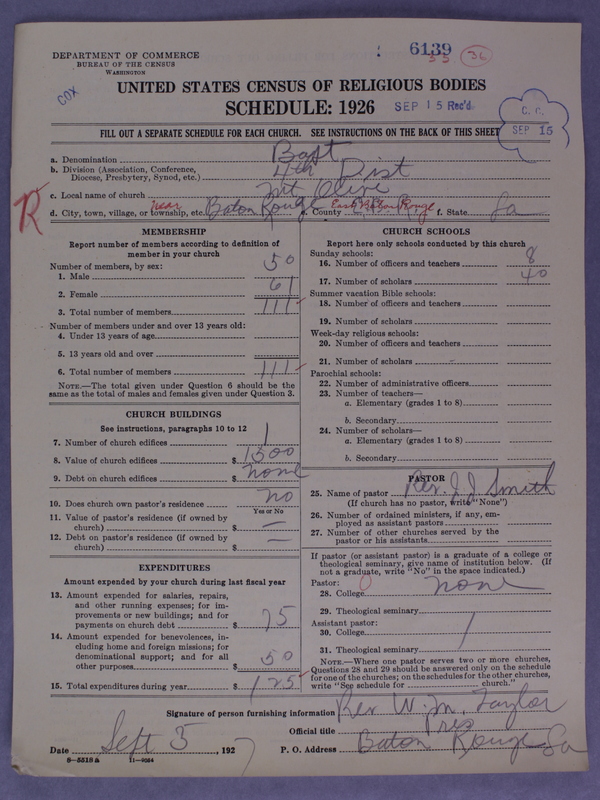 DEPARTMENT OF COMMERCE
BUREAU OF THE CENSUS
WASHINGTON
6139
33
36
COX
UNITED STATES CENSUS OF RELIGIOUS BODIES
SCHEDULE: 1926
SEP 15 Rec'd
C. C.
SEP 15
FILL OUT A SEPARATE SCHEDULE FOR EACH CHURCH. SEE INSTRUCTIONS ON THE BACK OF THIS SHEET
a. Denomination Bapt
b. Division (Association, Conference, Diocese, Presbytery, Synod, etc.) 4th Dist
c. Local name of church Mt Olive
R
d. City, town, village, or township, etc. near Baton Rouge e. County East Baton Rouge f. State La
MEMBERSHIP
Report number of members according to definition of member in your church
Number of members, by sex:
1. Male 50
2. Female 61
3. Total number of members 111
Number of members under and over 13 years old:
4. Under 13 years of age
5. 13 years old and over
6. Total number of members 111
NOTE.—The total given under Question 6 should be the same as the total of males and females given under Question 3.
CHURCH BUILDINGS
See instructions, paragraphs 10 to 12
7. Number of church edifices 1
8. Value of church edifices $ 1500
9. Debt on church edifices $ none
10. Does church own pastor's residence no
Yes or No
11. Value of pastor's residence (if owned by church) $ —
12. Debt on pastor's residence (if owned by church) $ —
EXPENDITURES
Amount expended by your church during last fiscal year
13. Amount expended for salaries, repairs, and other running expenses; for improvements or new buildings; and for payments on church debt $ 75
14. Amount expended for benevolences, including home and foreign missions; for denominational support; and for all other purposes $ 50
15. Total expenditures during year $ 125
CHURCH SCHOOLS
Report here only schools conducted by this church
Sunday schools:
16. Number of officers and teachers 8
17. Number of scholars 40
Summer vacation Bible schools:
18. Number of officers and teachers
19. Number of scholars
Week-day religious schools:
20. Number of officers and teachers
21. Number of scholars
Parochial schools:
22. Number of administrative officers
23. Number of teachers—
a. Elementary (grades 1 to 8)
b. Secondary
24. Number of scholars—
a. Elementary (grades 1 to 8)
b. Secondary
PASTOR
25. Name of pastor Rev. J. J. Smith
(If church has no pastor, write "None")
26. Number of ordained ministers, if any, employed as assistant pastors
27. Number of other churches served by the pastor or his assistants
If pastor (or assistant pastor) is a graduate of a college or theological seminary, give name of institution below. (If not a graduate, write "No" in the space indicated.)
Pastor: 0
28. College none
29. Theological seminary
Assistant pastor:
30. College
31. Theological seminary
NOTE.—Where one pastor serves two or more churches, Questions 28 and 29 should be answered only on the schedule for one of the churches; on the schedules for the other churches, write "See schedule for church."
Signature of person furnishing information Rev W. M. Taylor
Official title Pres
Date Sept 5, 1927 P. O. Address Baton Rouge La
8—5518 a 11—9064